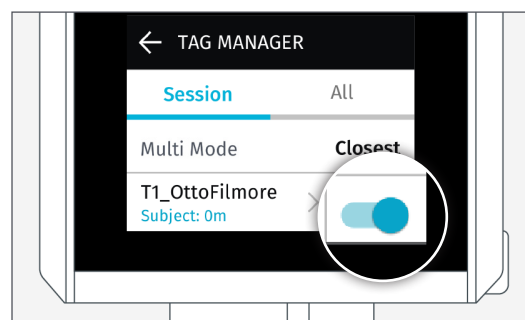 TAG MANAGER
Session All
Multi Mode Closest
T1_OttoFilmore
Subject: 0m